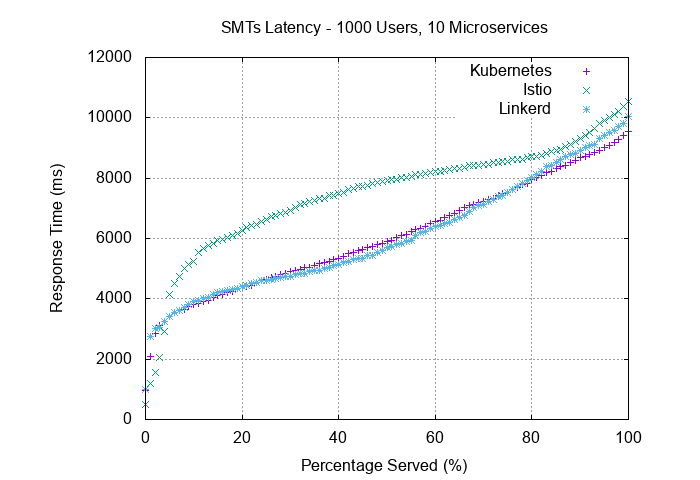 SMTs Latency - 1000 Users, 10 Microservices
12000
10000
8000
6000
4000
2000
0
Response Time (ms)
Kubernetes
Istio
Linkerd
0 20 40 60 80 100
Percentage Served (%)